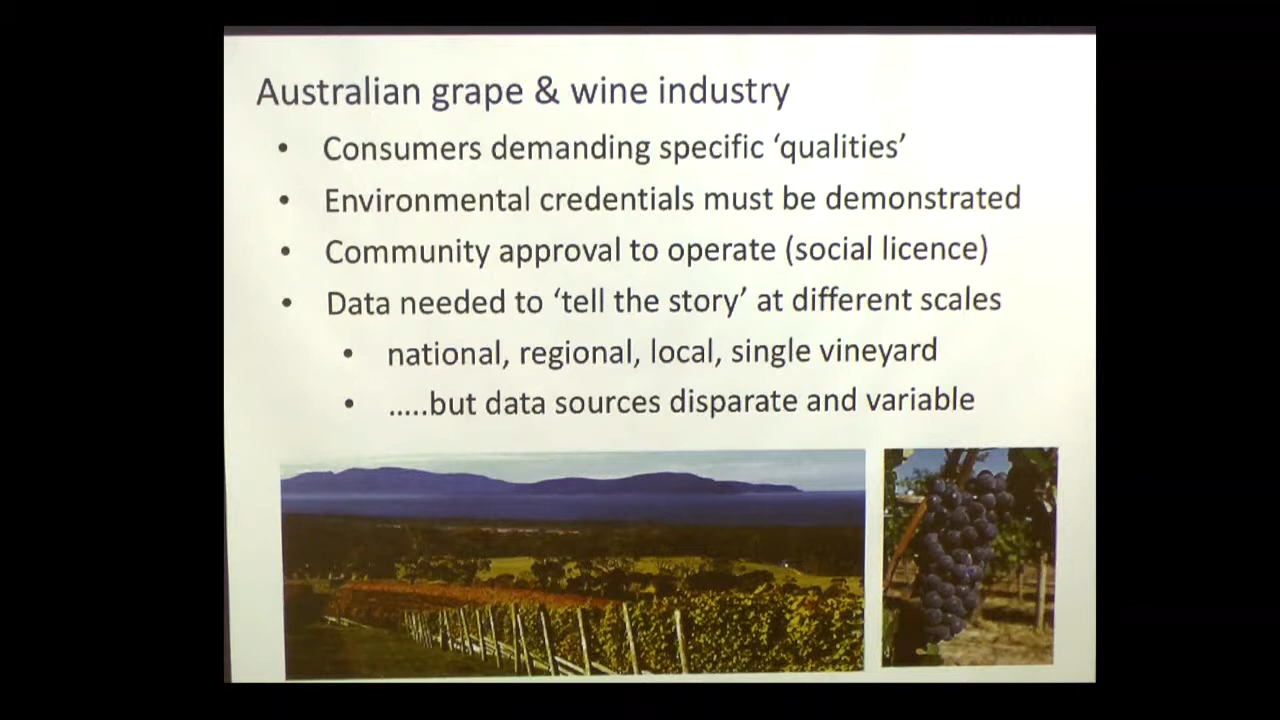 Australian grape & wine industry
• Consumers demanding specific ‘qualities’
• Environmental credentials must be demonstrated
• Community approval to operate (social licence)
• Data needed to ‘tell the story’ at different scales
• national, regional, local, single vineyard
• .....but data sources disparate and variable